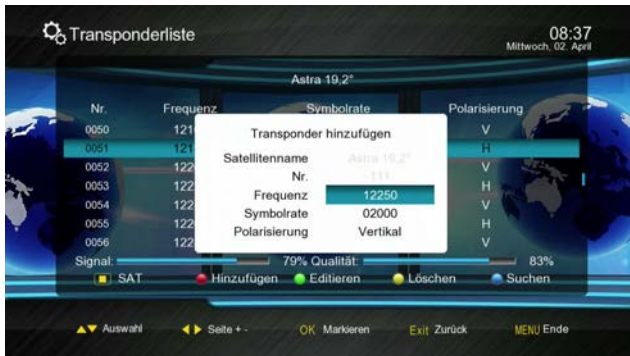 Transponderliste
08:37
Mittwoch, 02. April
Astra 19,2°
Nr. Frequenz Symbolrate Polarisierung
0050 121 V
0051 121 H
0052 122 V
0053 122 H
0054 122 V
0055 122 H
0056 122 V
Transponder hinzufügen
Satellitenname Astra 19,2°
Nr. 111
Frequenz 12250
Symbolrate 02000
Polarisierung Vertikal
Signal: 79% Qualität: 83%
SAT Hinzufügen Editieren Löschen Suchen
Auswahl Seite + - OK Markieren Exit Zurück MENU Ende